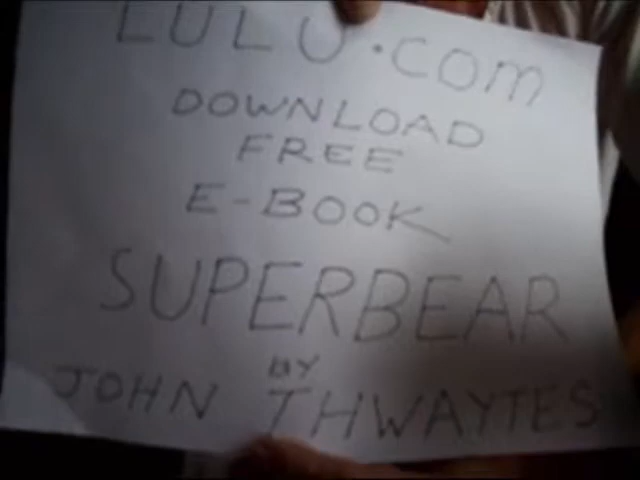 LULU.COM
DOWNLOAD
FREE
E-BOOK
SUPERBEAR
BY
JOHN THWAYTES